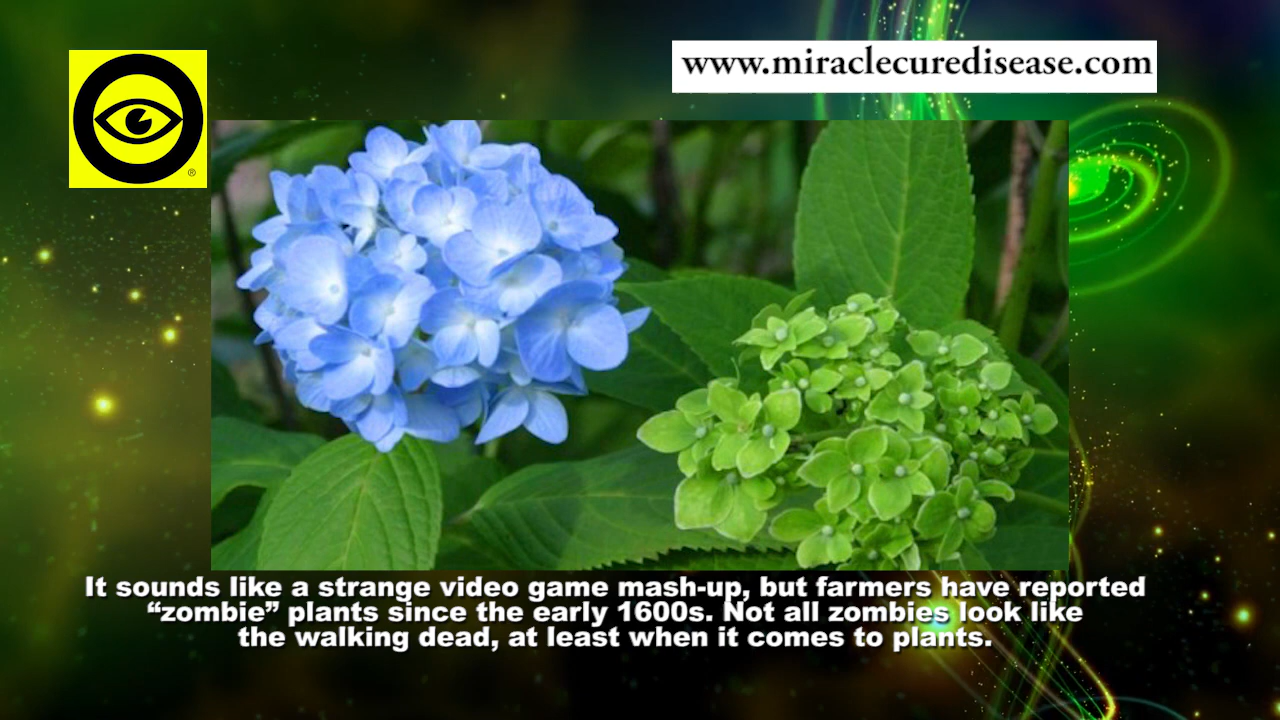 www.miraclecuredisease.com
®
It sounds like a strange video game mash-up, but farmers have reported
“zombie” plants since the early 1600s. Not all zombies look like
the walking dead, at least when it comes to plants.